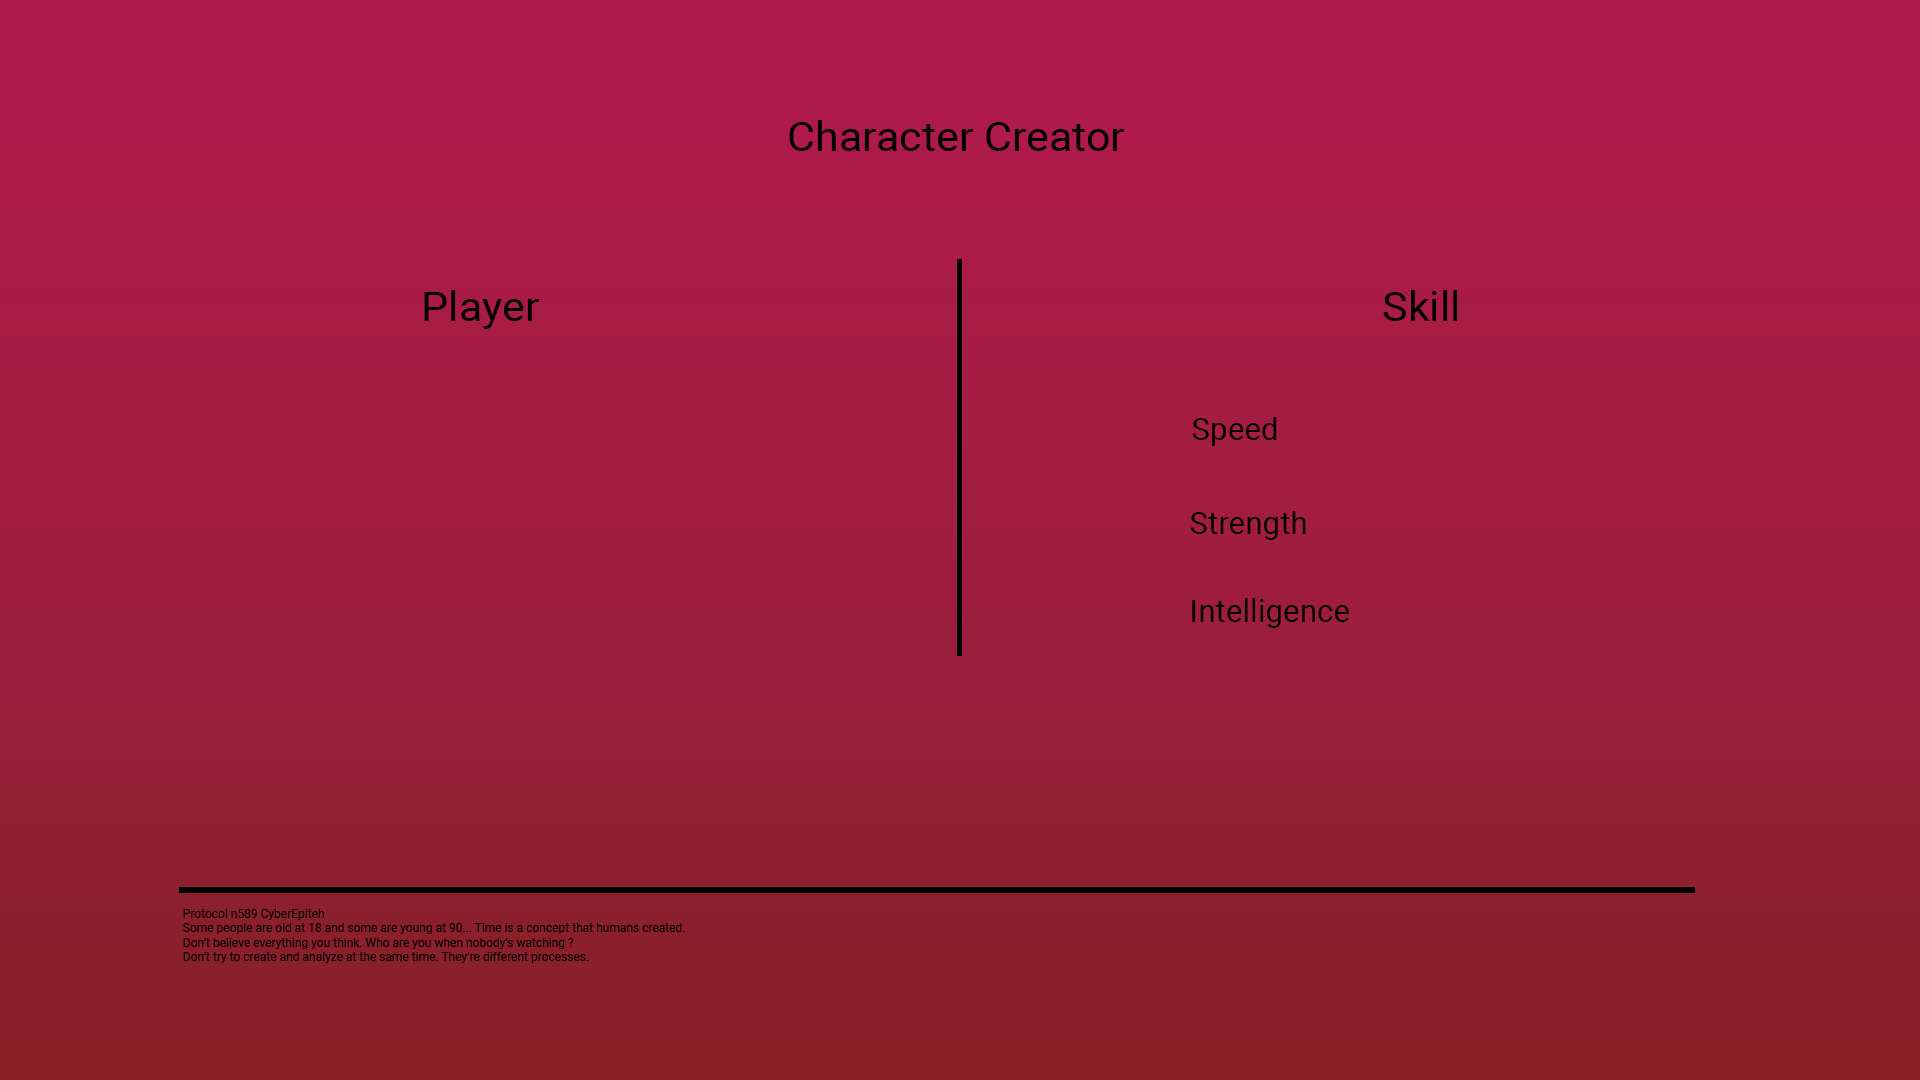 Character Creator
Player
Skill
Speed
Strength
Intelligence
Protocol n589 CyberEpiteh
Some people are old at 18 and some are young at 90... Time is a concept that humans created.
Don't believe everything you think. Who are you when nobody's watching ?
Don't try to create and analyze at the same time. They're different processes.